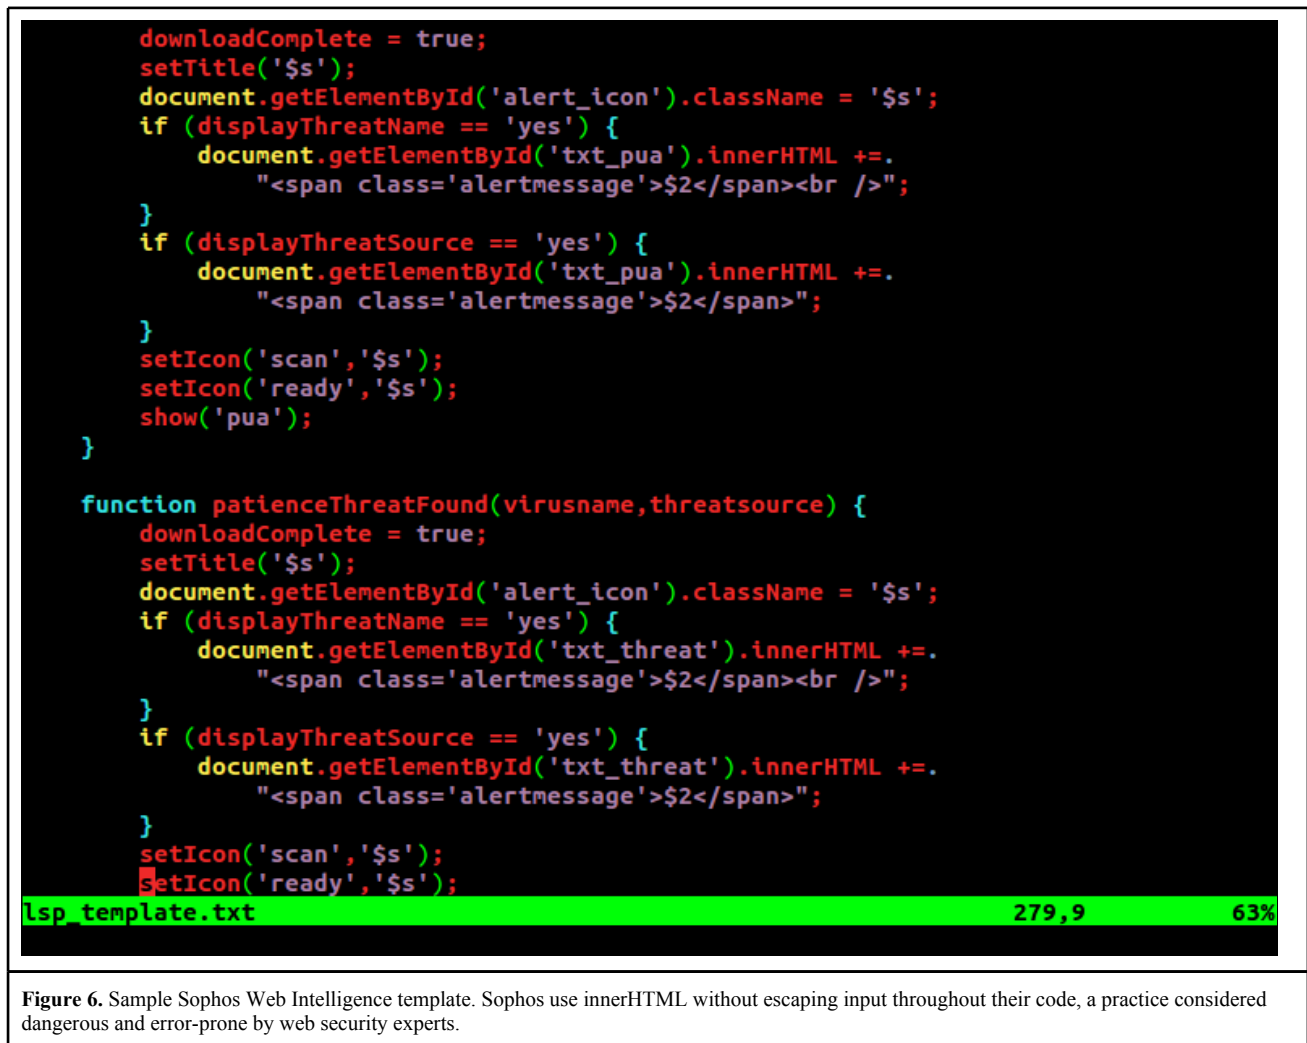 downloadComplete = true;
setTitle('$s');
document.getElementById('alert_icon').className = '$s';
if (displayThreatName == 'yes') {
document.getElementById('txt_pua').innerHTML +=.
"<span class='alertmessage'>$2</span><br />";
}
if (displayThreatSource == 'yes') {
document.getElementById('txt_pua').innerHTML +=.
"<span class='alertmessage'>$2</span>";
}
setIcon('scan','$s');
setIcon('ready','$s');
show('pua');
}
function patienceThreatFound(virusname,threatsource) {
downloadComplete = true;
setTitle('$s');
document.getElementById('alert_icon').className = '$s';
if (displayThreatName == 'yes') {
document.getElementById('txt_threat').innerHTML +=.
"<span class='alertmessage'>$2</span><br />";
}
if (displayThreatSource == 'yes') {
document.getElementById('txt_threat').innerHTML +=.
"<span class='alertmessage'>$2</span>";
}
setIcon('scan','$s');
setIcon('ready','$s');
lsp_template.txt 279,9 63%
Figure 6. Sample Sophos Web Intelligence template. Sophos use innerHTML without escaping input throughout their code, a practice considered
dangerous and error-prone by web security experts.